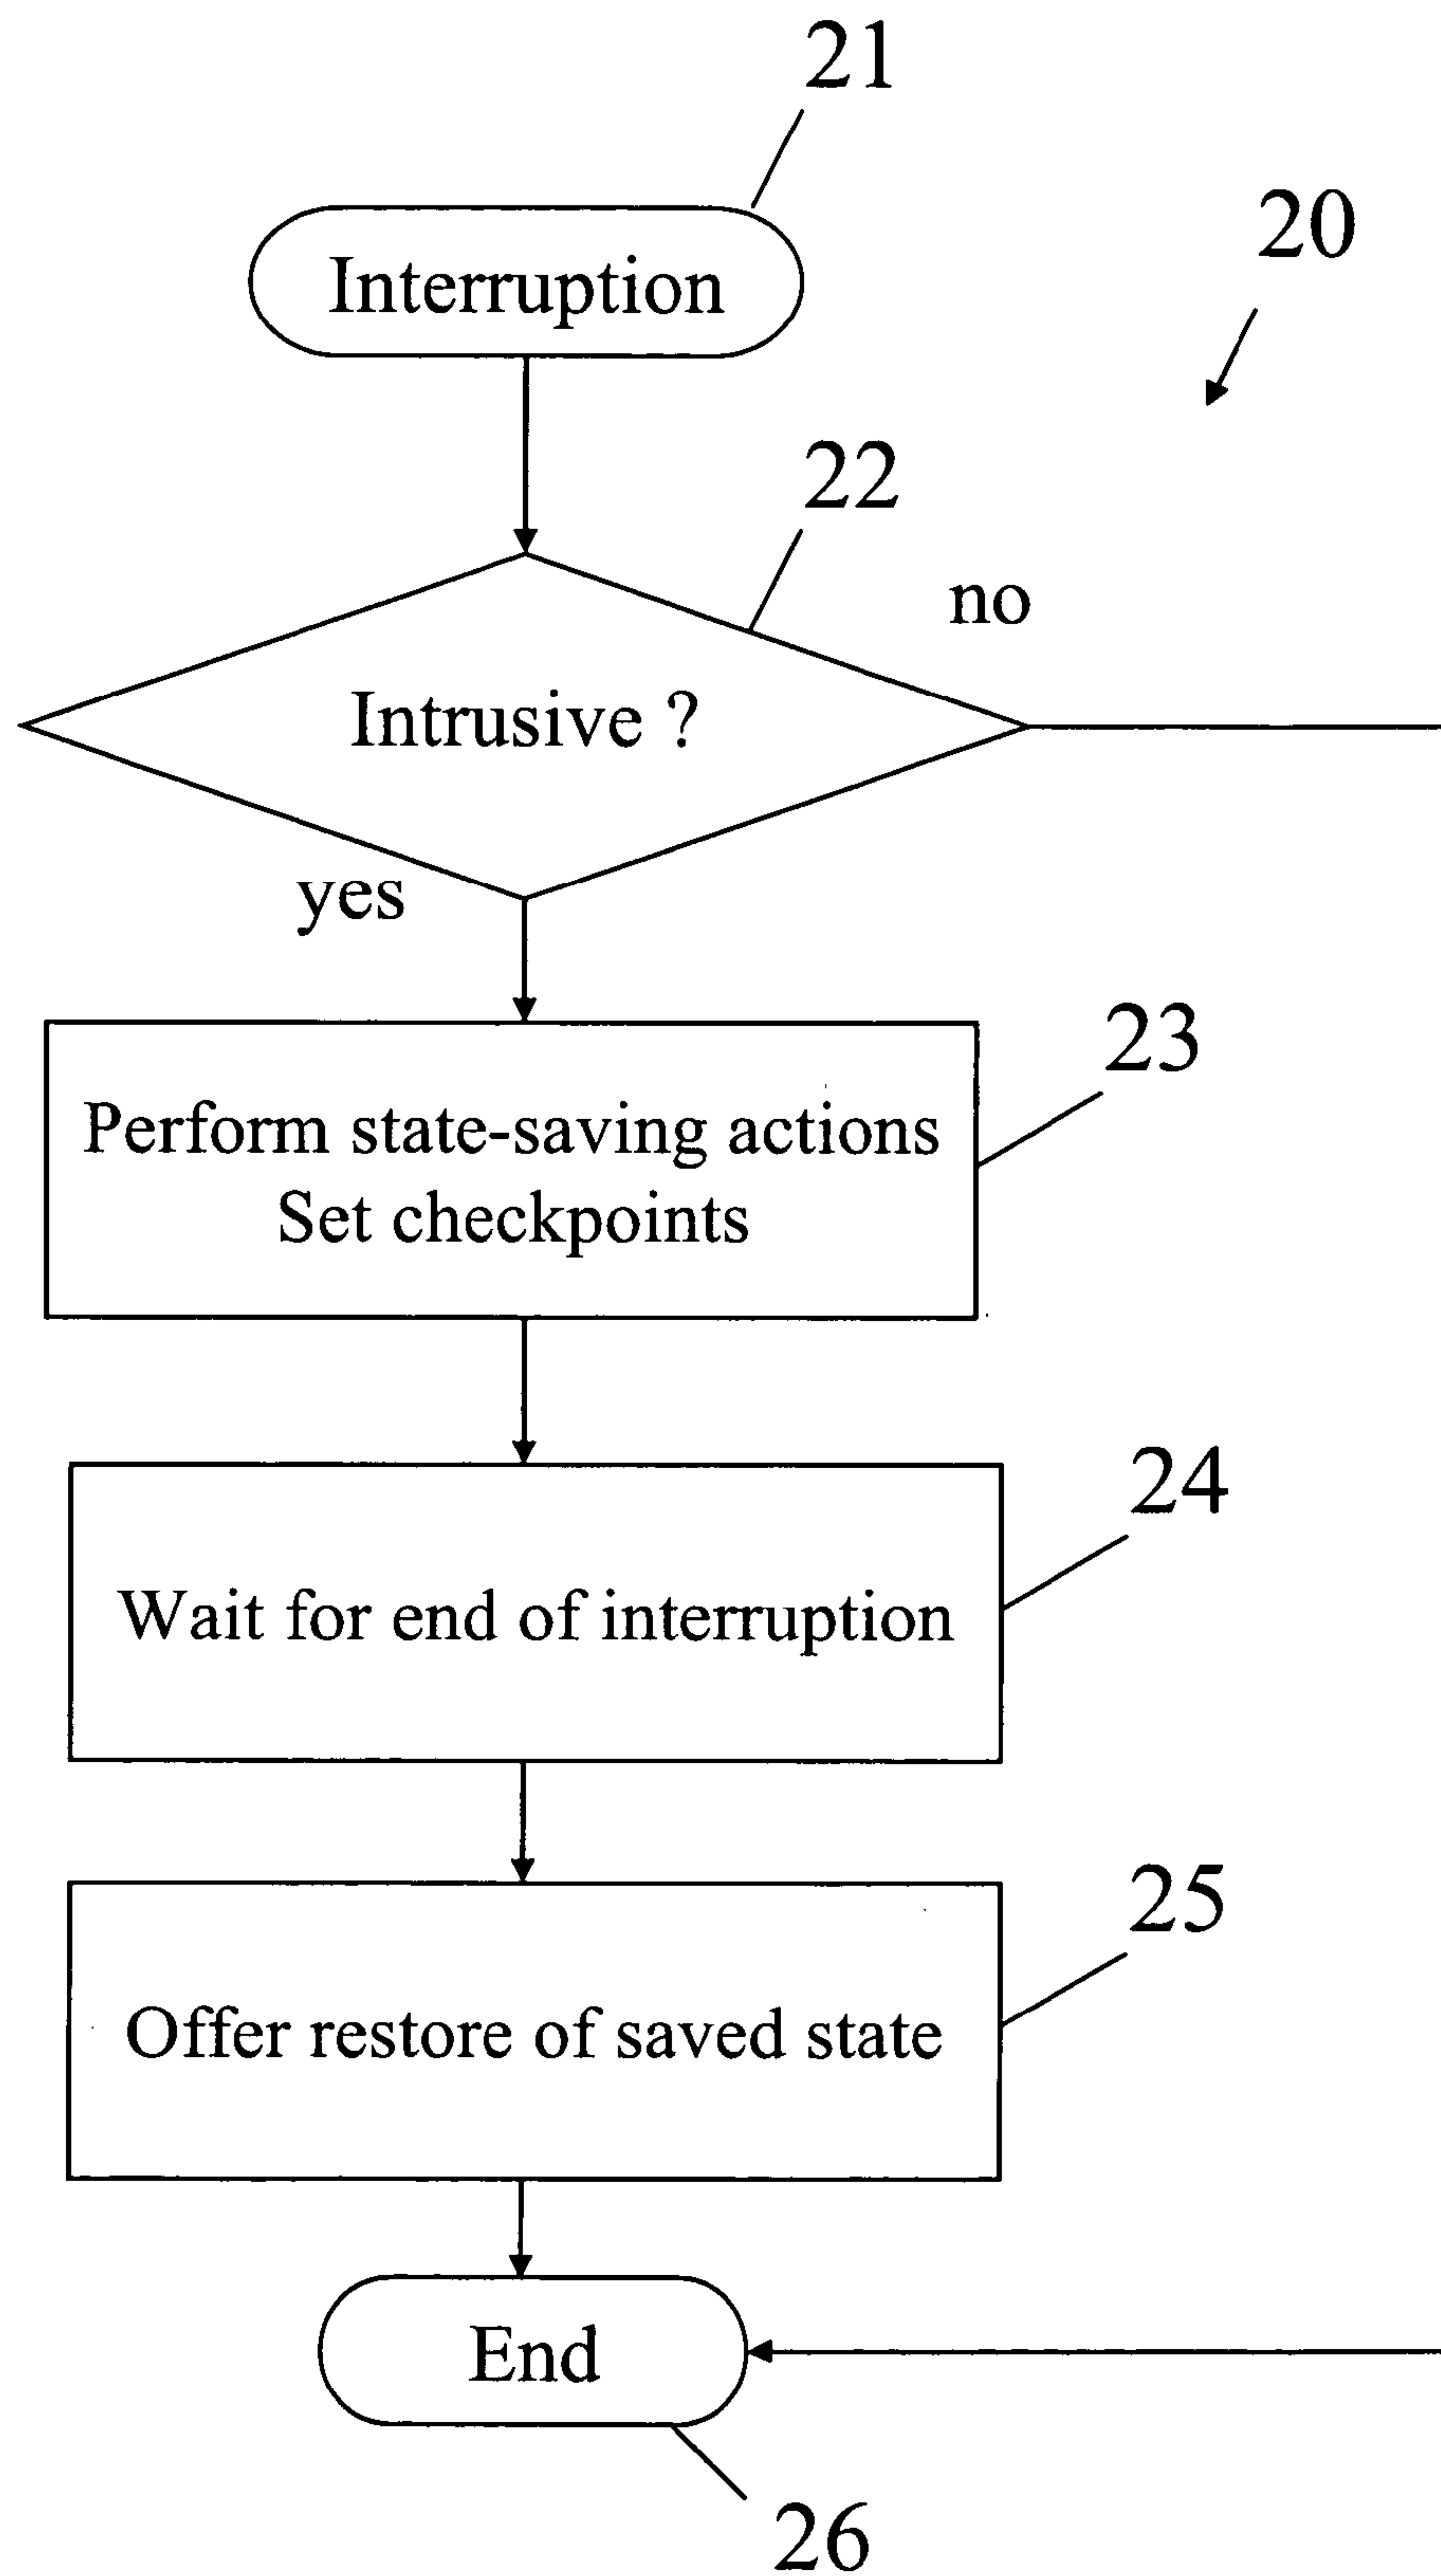 21
Interruption
20
22
no
Intrusive ?
yes
23
Perform state-saving actions
Set checkpoints
24
Wait for end of interruption
25
Offer restore of saved state
End
26